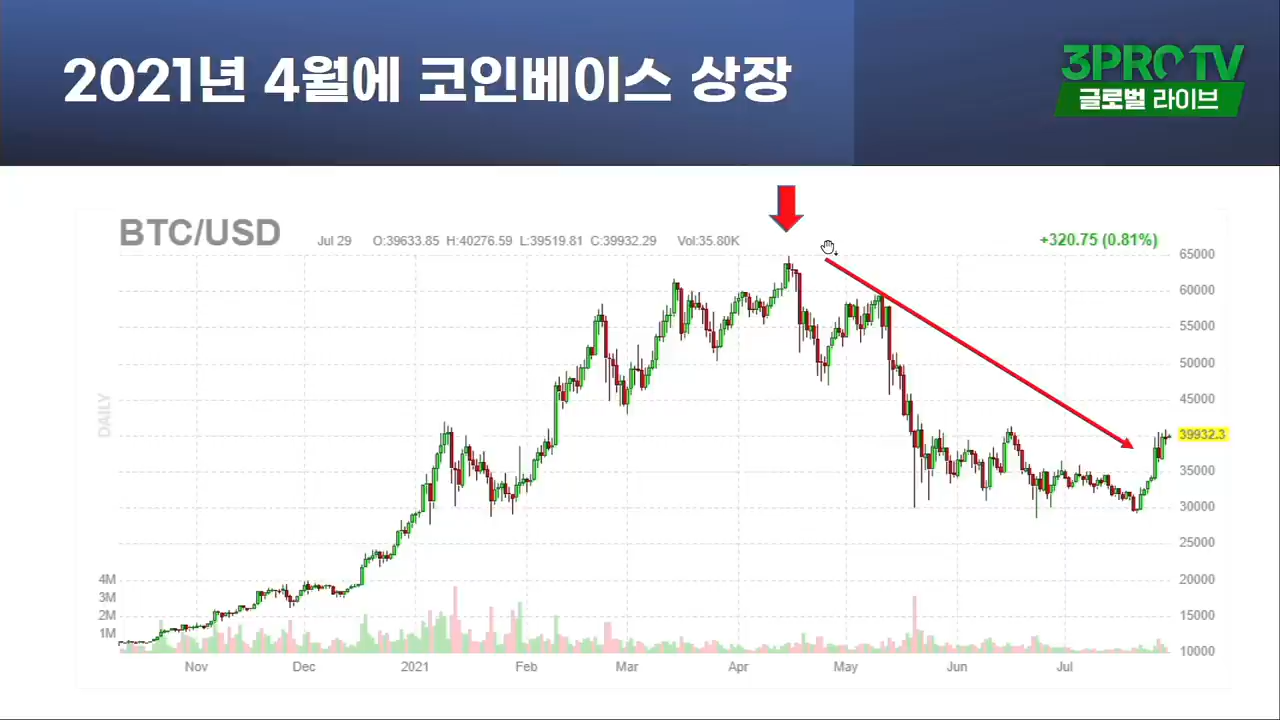 2021년 4월에 코인베이스 상장
3PRO TV
글로벌 라이브
BTC/USD
Jul 29 O:39633.85 H:40276.59 L:39519.81 C:39932.29 Vol:35.80K
+320.75 (0.81%)
65000
60000
55000
50000
45000
39932.3
35000
30000
25000
20000
15000
10000
DAILY
4M
3M
2M
1M
Nov Dec 2021 Feb Mar Apr May Jun Jul